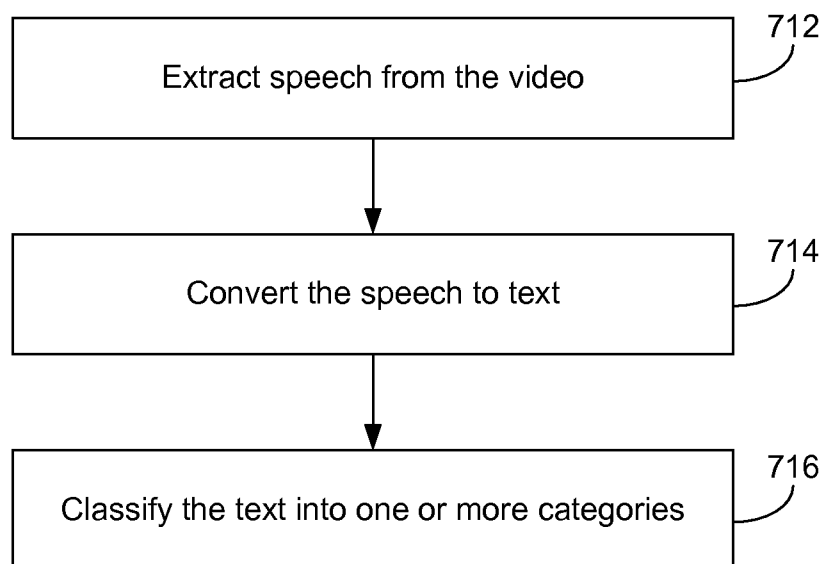 712
Extract speech from the video
714
Convert the speech to text
716
Classify the text into one or more categories